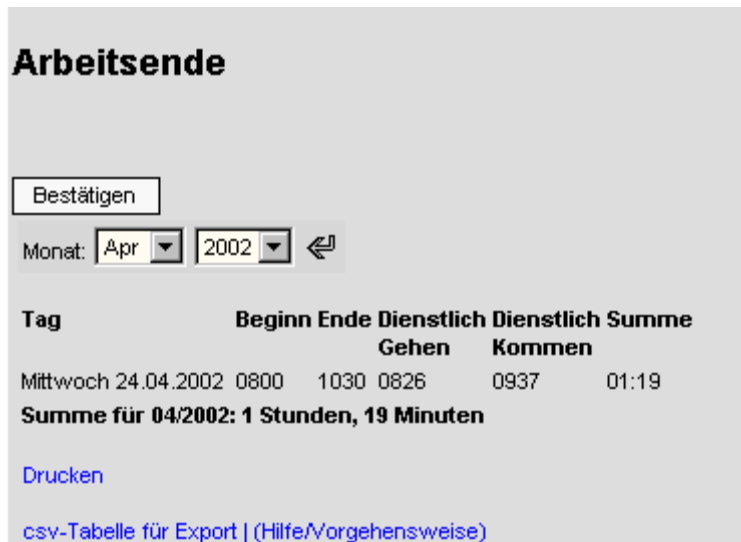 Arbeitsende
Bestätigen
Monat: Apr 2002
Tag Beginn Ende Dienstlich Dienstlich Summe
Gehen Kommen
Mittwoch 24.04.2002 0800 1030 0826 0937 01:19
Summe für 04/2002: 1 Stunden, 19 Minuten
Drucken
csv-Tabelle für Export | (Hilfe/Vorgehensweise)